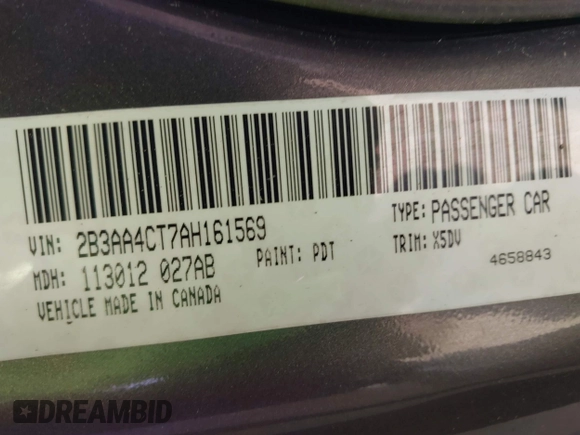 VIN: 2B3AA4CT7AH161569
TYPE: PASSENGER CAR
MDH: 113012 027AB
PAINT: PDT
TRIM: X5DV
VEHICLE MADE IN CANADA
4658843
DREAMBID